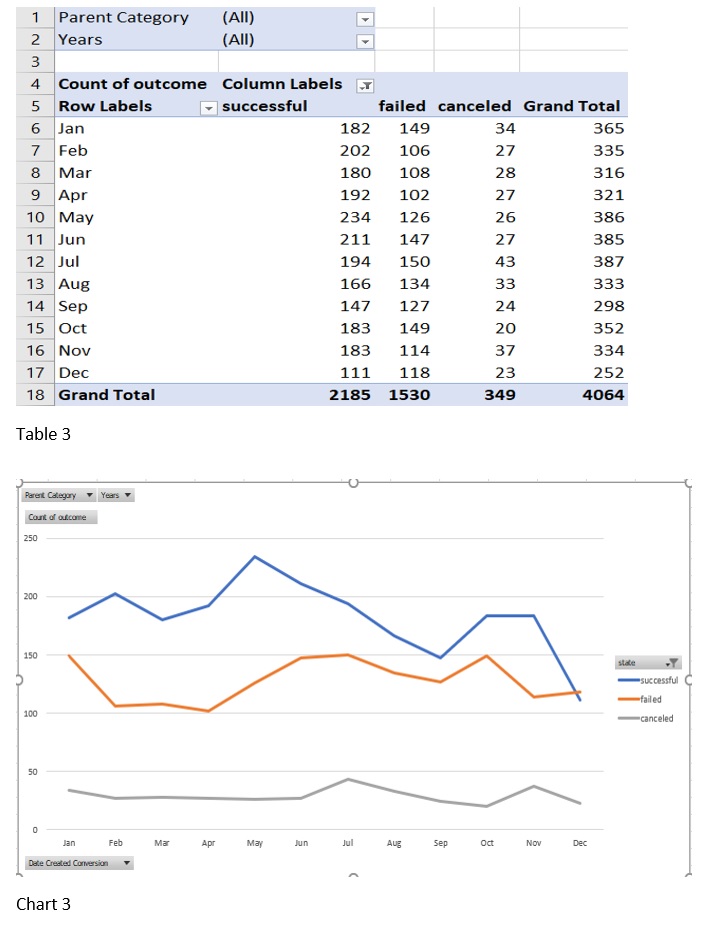 1 Parent Category (All)
2 Years (All)
3
4 Count of outcome Column Labels
5 Row Labels successful failed canceled Grand Total
6 Jan 182 149 34 365
7 Feb 202 106 27 335
8 Mar 180 108 28 316
9 Apr 192 102 27 321
10 May 234 126 26 386
11 Jun 211 147 27 385
12 Jul 194 150 43 387
13 Aug 166 134 33 333
14 Sep 147 127 24 298
15 Oct 183 149 20 352
16 Nov 183 114 37 334
17 Dec 111 118 23 252
18 Grand Total 2185 1530 349 4064
Table 3
Parent Category Years
Count of outcome
250
200
150
100
50
0
Jan Feb Mar Apr May Jun Jul Aug Sep Oct Nov Dec
state
successful
failed
canceled
Date Created Conversion
Chart 3